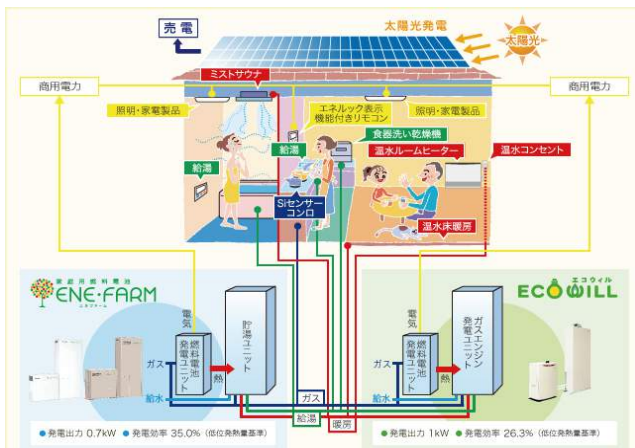 売電
太陽光発電
太陽光
商用電力
ミストサウナ
商用電力
照明・家電製品
エネルック表示
機能付きリモコン
照明・家電製品
食器洗い乾燥機
給湯
温水ルームヒーター
温水コンセント
給湯
Siセンサー
コンロ
温水床暖房
家庭用燃料電池
ENE・FARM
エネファーム
エコウィル
ECOWILL
電気
燃料電池
発電ユニット
貯湯ユニット
ガス
熱
給水
電気
燃料電池
発電ユニット
ガスエンジン
発電ユニット
ガス
熱
給水
ガス
給湯
暖房
●発電出力 0.7kW ●発電効率 35.0%（低位発熱量基準）
●発電出力 1kW ●発電効率 26.3%（低位発熱量基準）